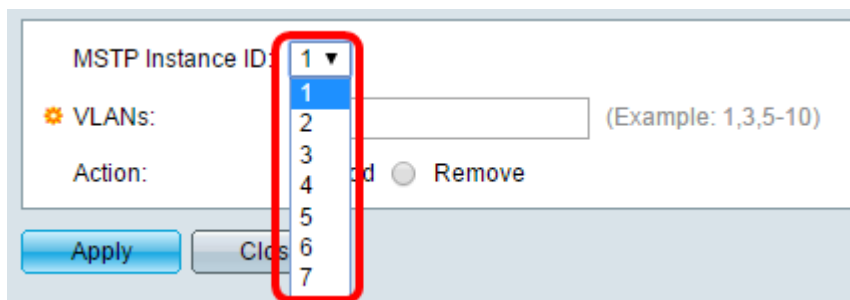 MSTP Instance ID: 1
1
VLANs: 2 (Example: 1,3,5-10)
3
Action: 4 Remove
5
Apply 6
7